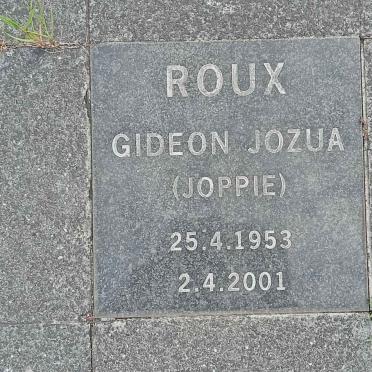 ROUX
GIDEON JOZUA
(JOPPIE)
25.4.1953
2.4.2001